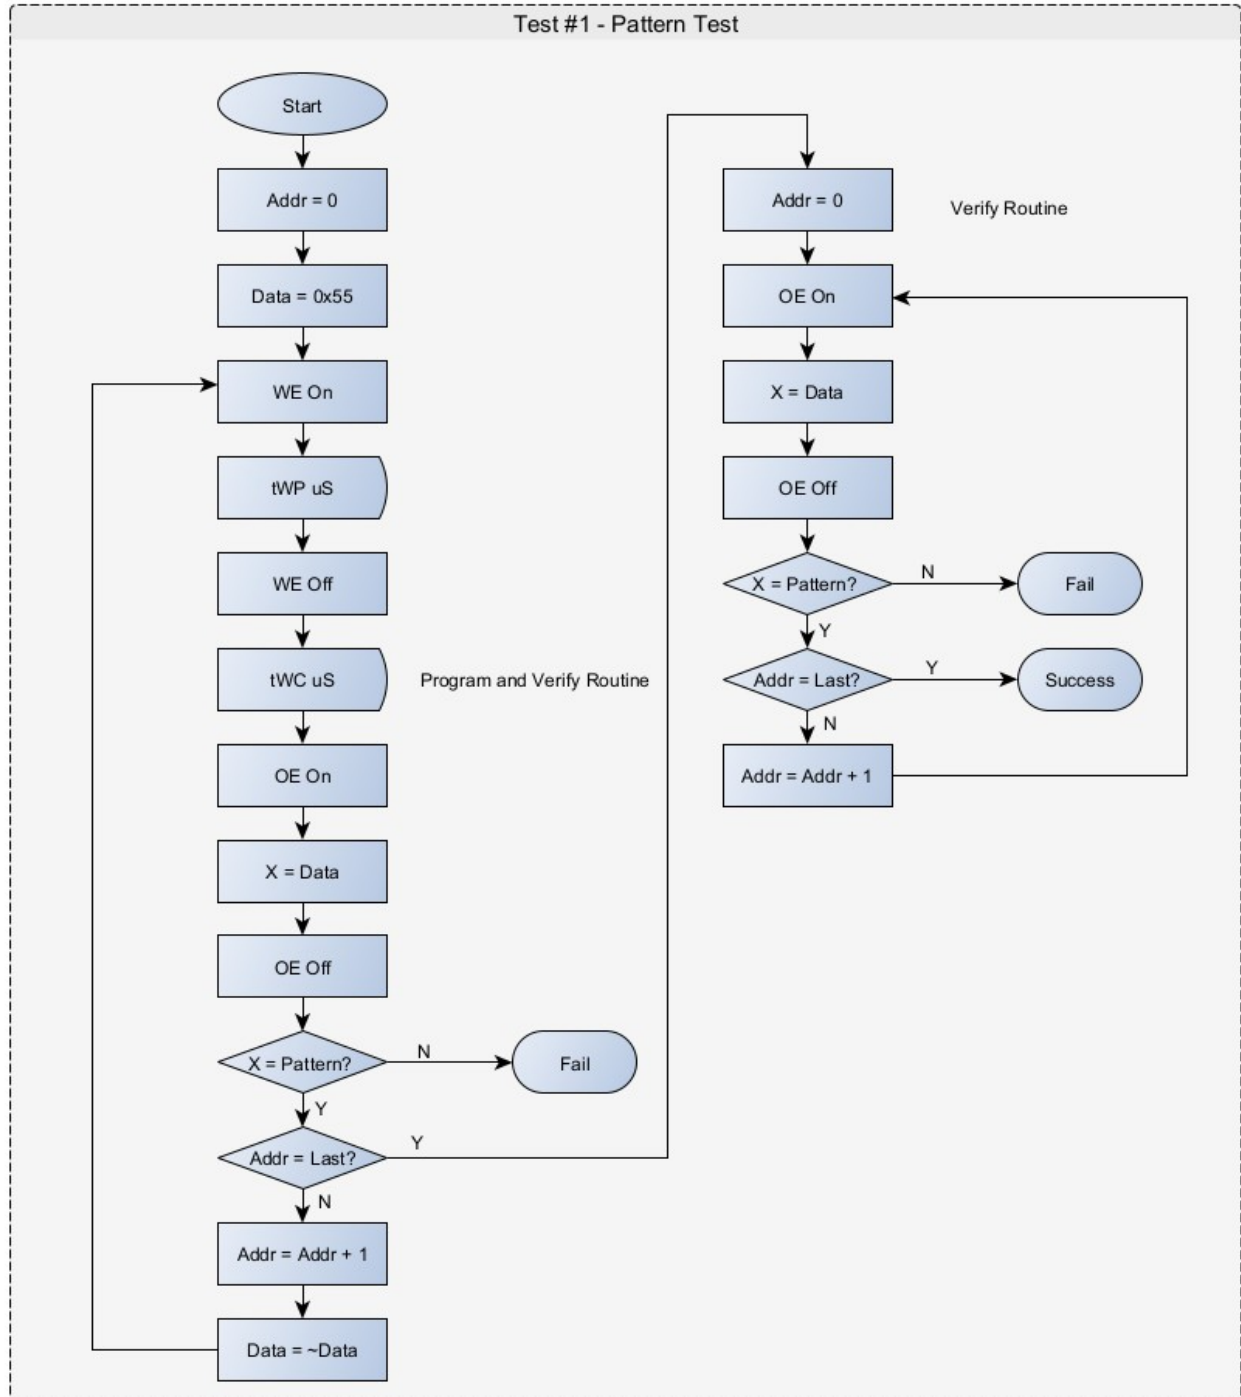 Test #1 - Pattern Test
Start
Addr = 0
Data = 0x55
WE On
tWP uS
WE Off
tWC uS
Program and Verify Routine
OE On
X = Data
OE Off
X = Pattern?
N
Fail
Y
Addr = Last?
Y
N
Addr = Addr + 1
Data = ~Data
Addr = 0
Verify Routine
OE On
X = Data
OE Off
X = Pattern?
N
Fail
Y
Addr = Last?
Y
Success
N
Addr = Addr + 1